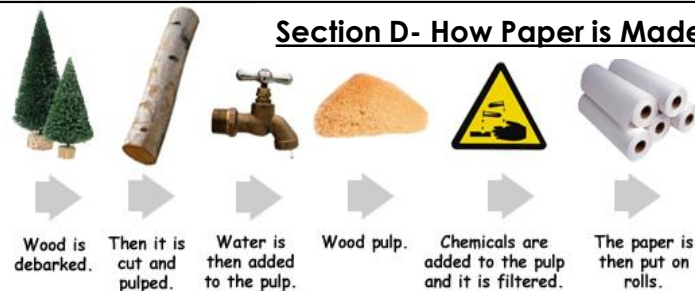 Section D- How Paper is Made
Wood is
debarked.
Then it is
cut and
pulped.
Water is
then added
to the pulp.
Wood pulp.
Chemicals are
added to the pulp
and it is filtered.
The paper is
then put on
rolls.